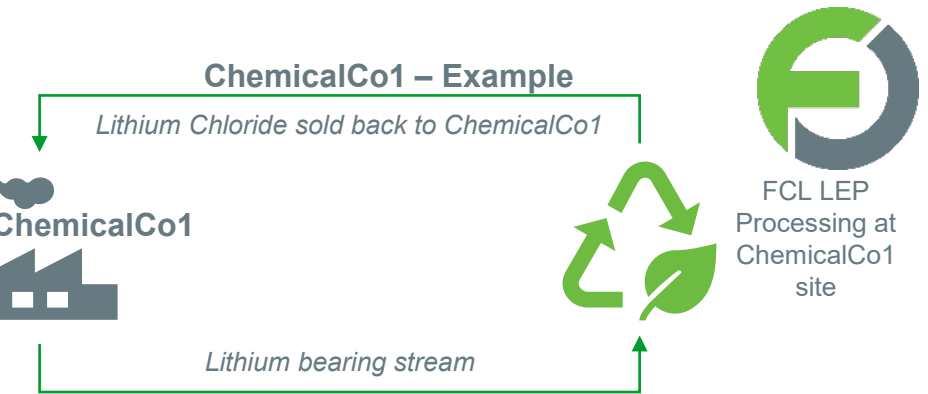 ChemicalCo1 – Example
Lithium Chloride sold back to ChemicalCo1
FCL LEP
Processing at
ChemicalCo1
site
ChemicalCo1
Lithium bearing stream